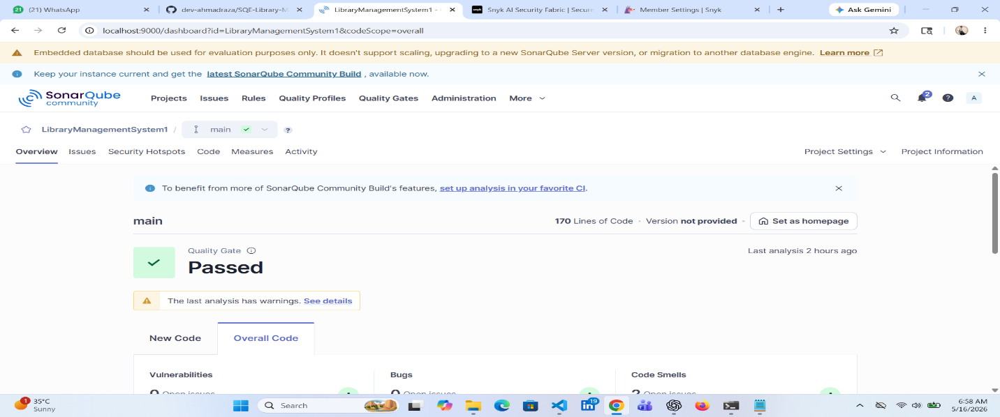 21 (21) WhatsApp
dev-ahmadraza/SQE-Library-M
LibraryManagementSystem1 -
snyk Snyk AI Security Fabric | Secure
Member Settings | Snyk
Ask Gemini
localhost:9000/dashboard?id=LibraryManagementSystem1&codeScope=overall
Embedded database should be used for evaluation purposes only. It doesn't support scaling, upgrading to a new SonarQube Server version, or migration to another database engine. Learn more
Keep your instance current and get the latest SonarQube Community Build , available now.
SonarQube community
Projects Issues Rules Quality Profiles Quality Gates Administration More
2 ? A
LibraryManagementSystem1 / main ?
Overview Issues Security Hotspots Code Measures Activity
Project Settings Project Information
To benefit from more of SonarQube Community Build's features, set up analysis in your favorite CI.
main
170 Lines of Code • Version not provided • Set as homepage
Quality Gate
Passed
Last analysis 2 hours ago
The last analysis has warnings. See details
New Code Overall Code
Vulnerabilities Bugs Code Smells
0 Open issues 0 Open issues 2 Open issues
1 35°C
Sunny
Search
19
6:58 AM
5/16/2026